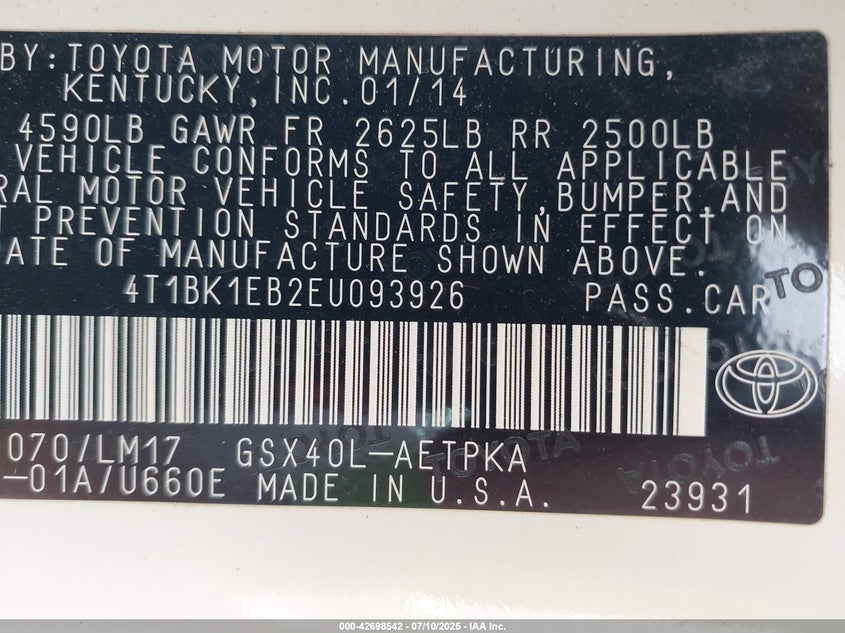 BY: TOYOTA MOTOR MANUFACTURING,
KENTUCKY, INC. 01/14
4590LB GAWR FR 2625LB RR 2500LB
VEHICLE CONFORMS TO ALL APPLICABLE
RAL MOTOR VEHICLE SAFETY, BUMPER, AND
T PREVENTION STANDARDS IN EFFECT ON
ATE OF MANUFACTURE SHOWN ABOVE.
4T1BK1EB2EU093926 PASS. CAR
070/LM17 GSX40L-AETPKA
-01A/U660E MADE IN U.S.A. 23931
000-42698542 - 07/10/2025 - IAA Inc.